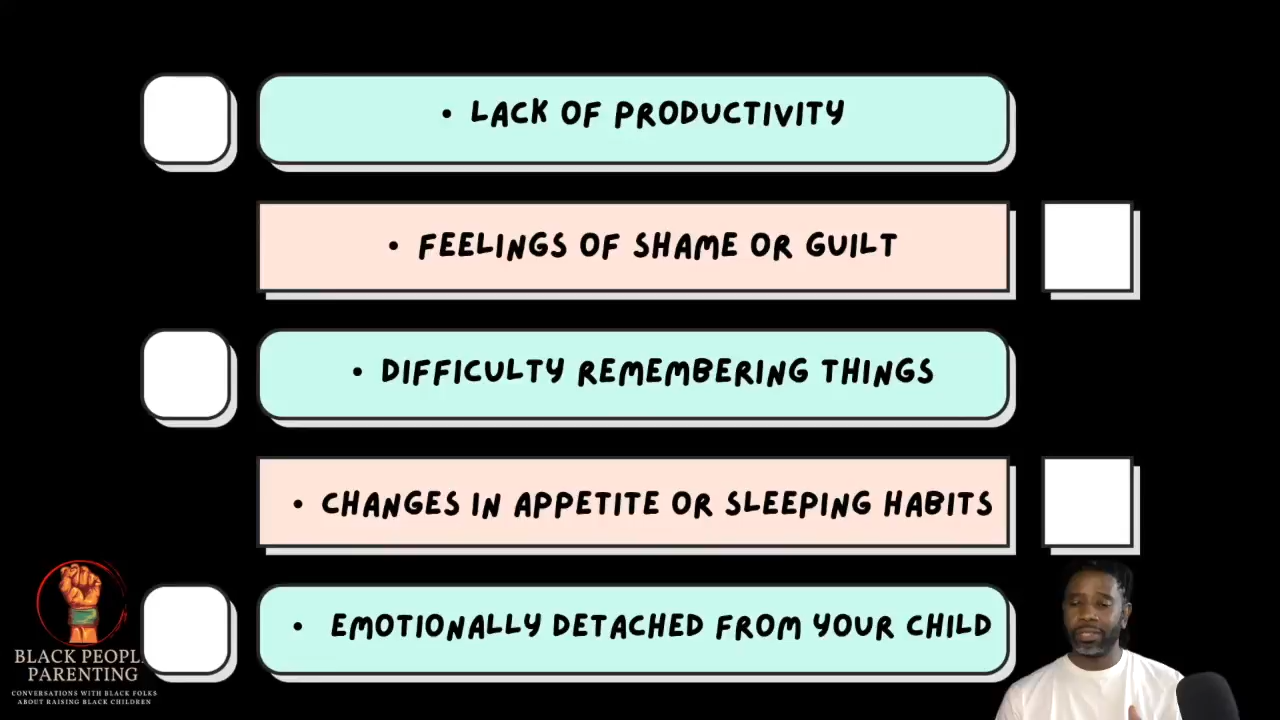 • LACK OF PRODUCTIVITY
• FEELINGS OF SHAME OR GUILT
• DIFFICULTY REMEMBERING THINGS
• CHANGES IN APPETITE OR SLEEPING HABITS
• EMOTIONALLY DETACHED FROM YOUR CHILD
BLACK PEOPL
PARENTING
CONVERSATIONS WITH BLACK FOLKS
ABOUT RAISING BLACK CHILDREN